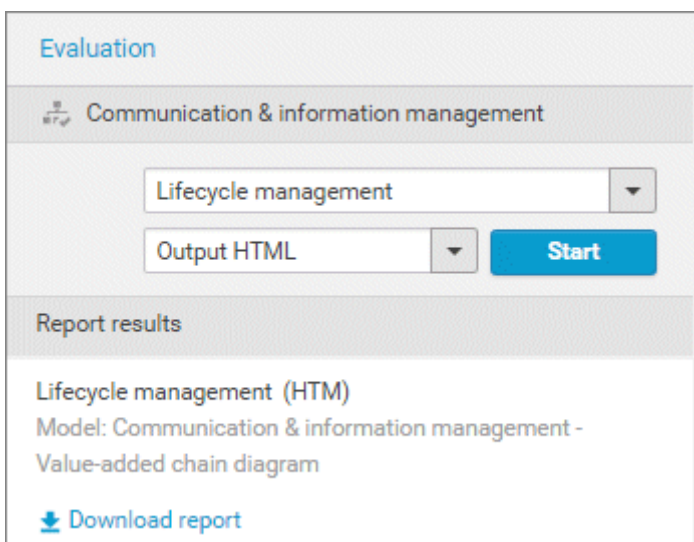 Evaluation
Communication & information management
Lifecycle management
Output HTML
Start
Report results
Lifecycle management (HTM)
Model: Communication & information management -
Value-added chain diagram
Download report